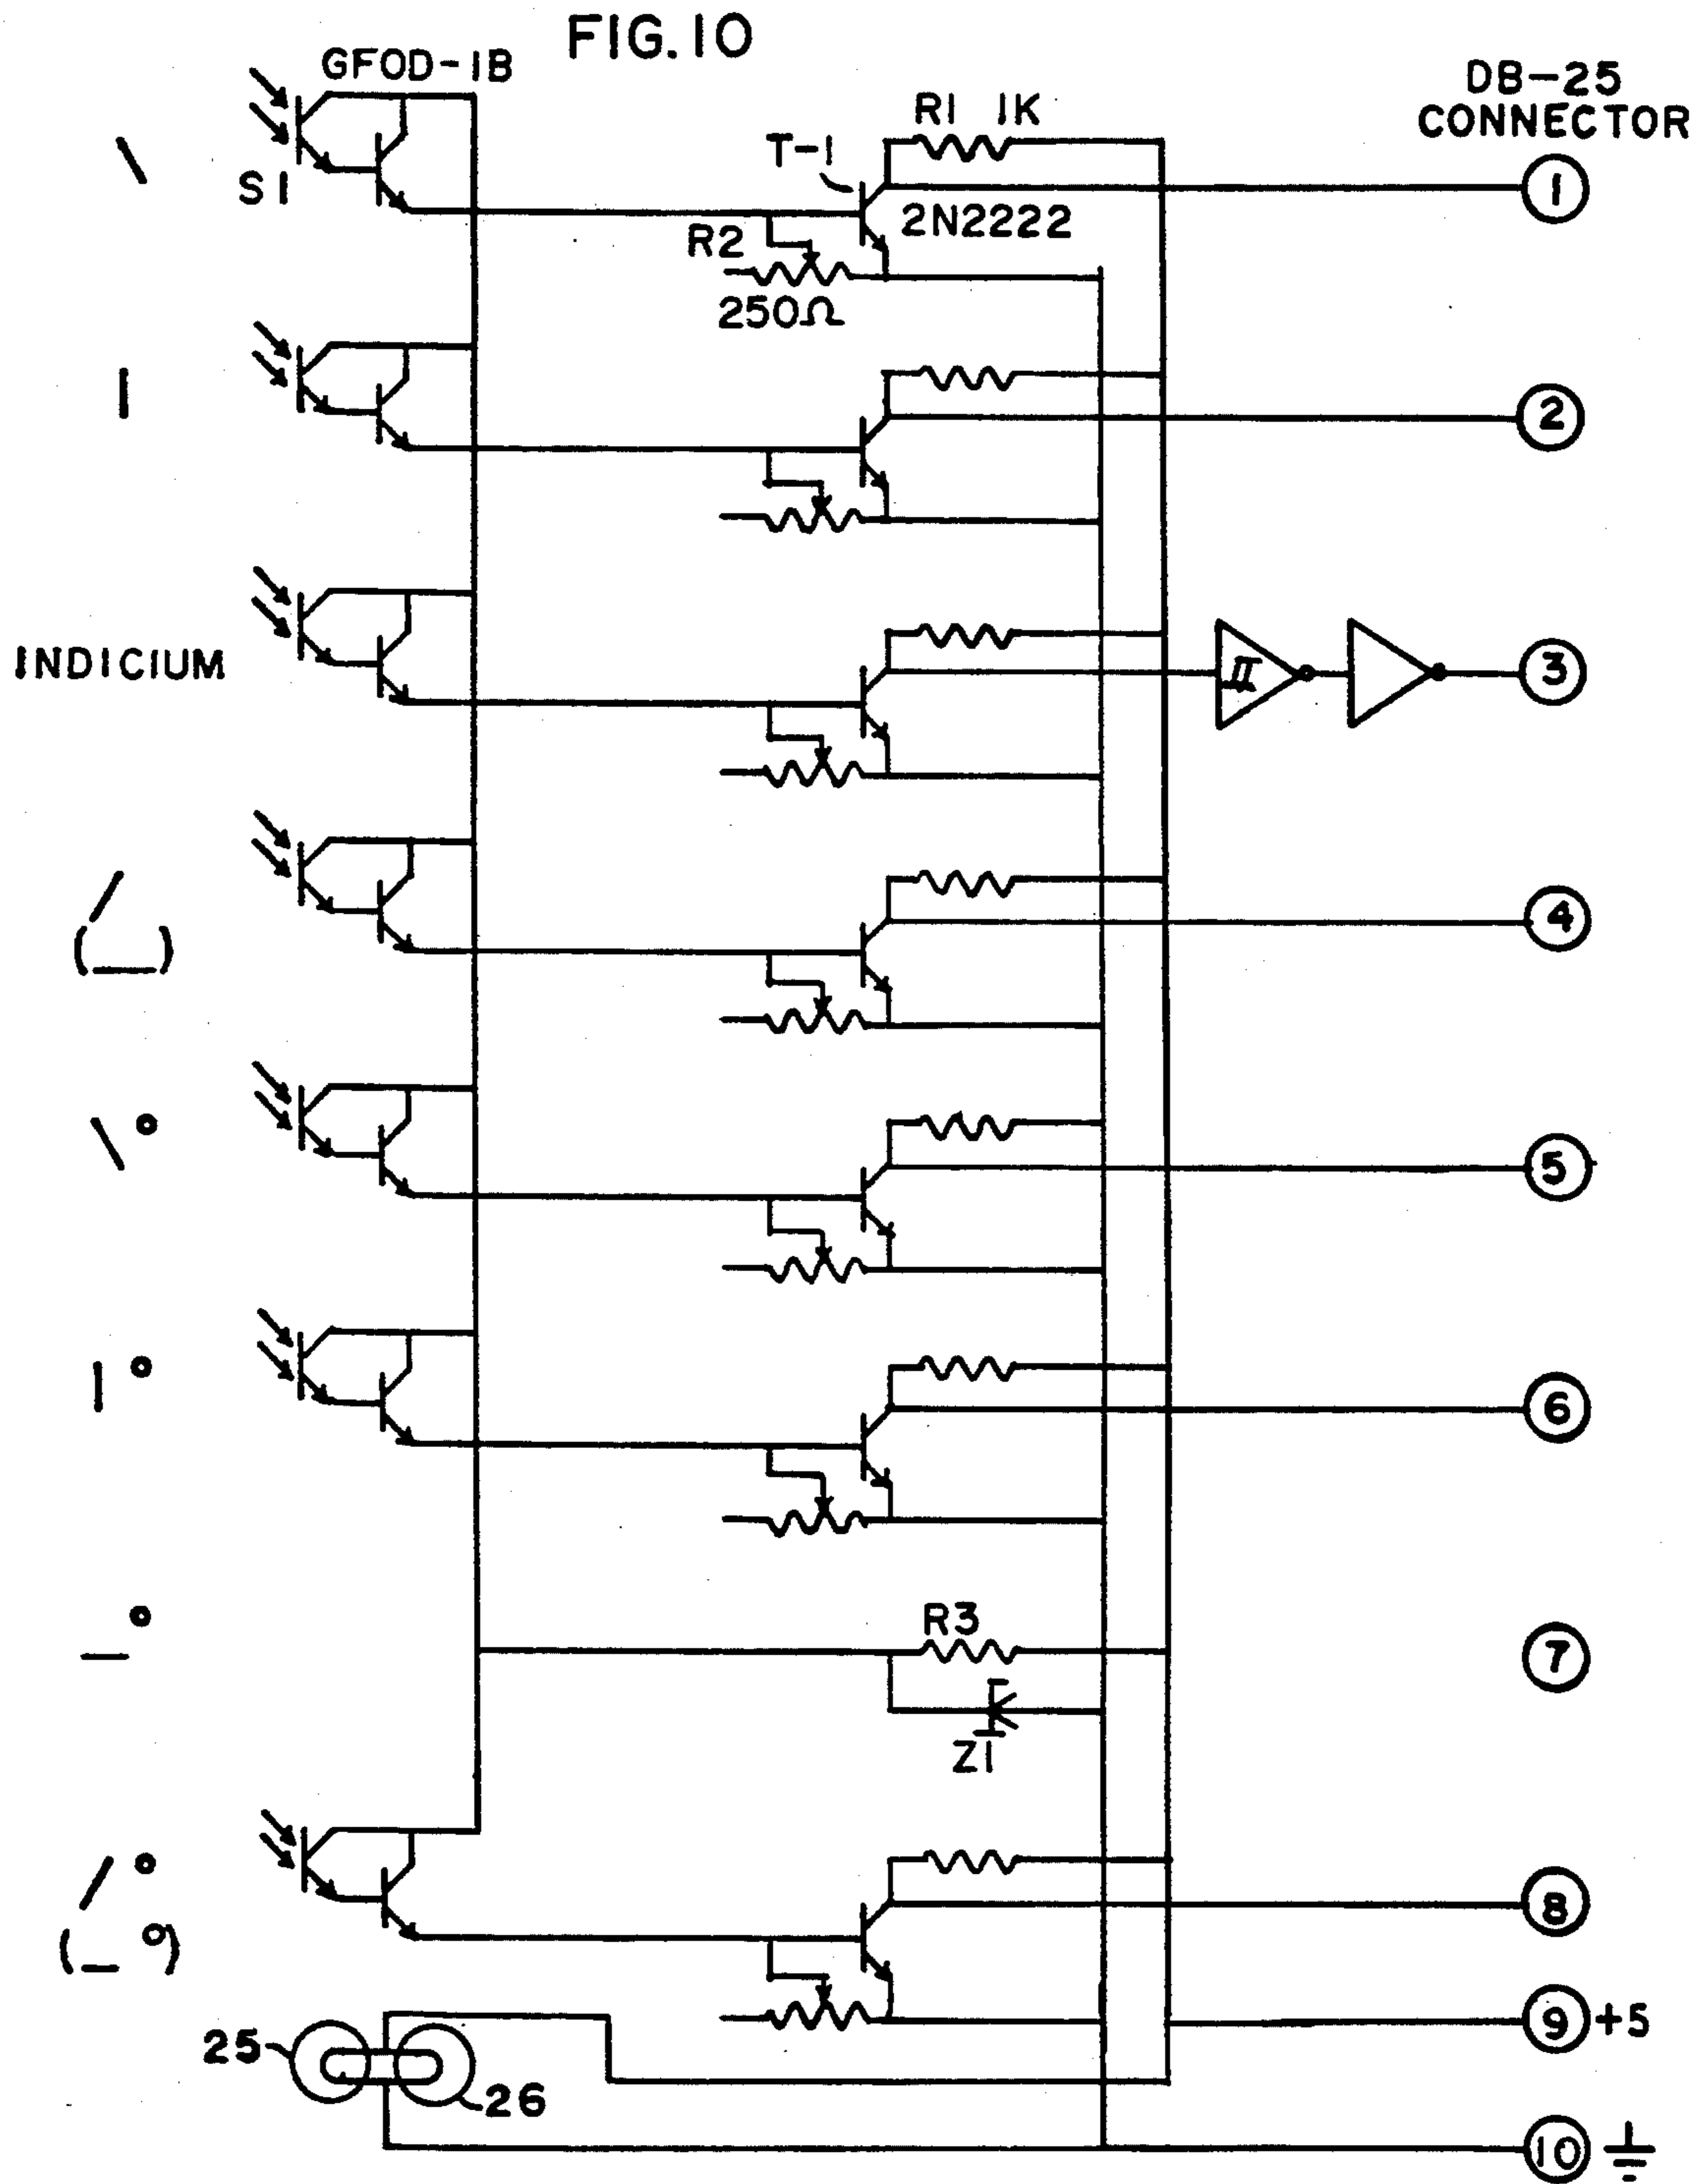 FIG. 10
GFOD-1B
DB-25
CONNECTOR
R1 1K
T-1
\
S1
1
2N2222
R2
250Ω
|
2
INDICIUM
3
/
(_)
4
\°
5
|°
6
_°
R3
7
Z1
/°
(_°)
8
25
26
9 +5
10